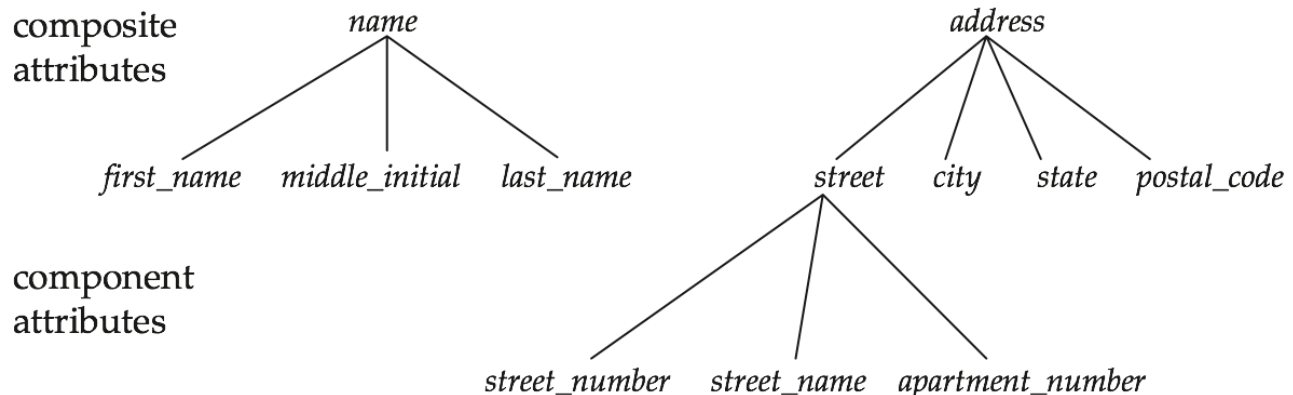 composite
attributes
name
address
first_name middle_initial last_name
street city state postal_code
component
attributes
street_number street_name apartment_number